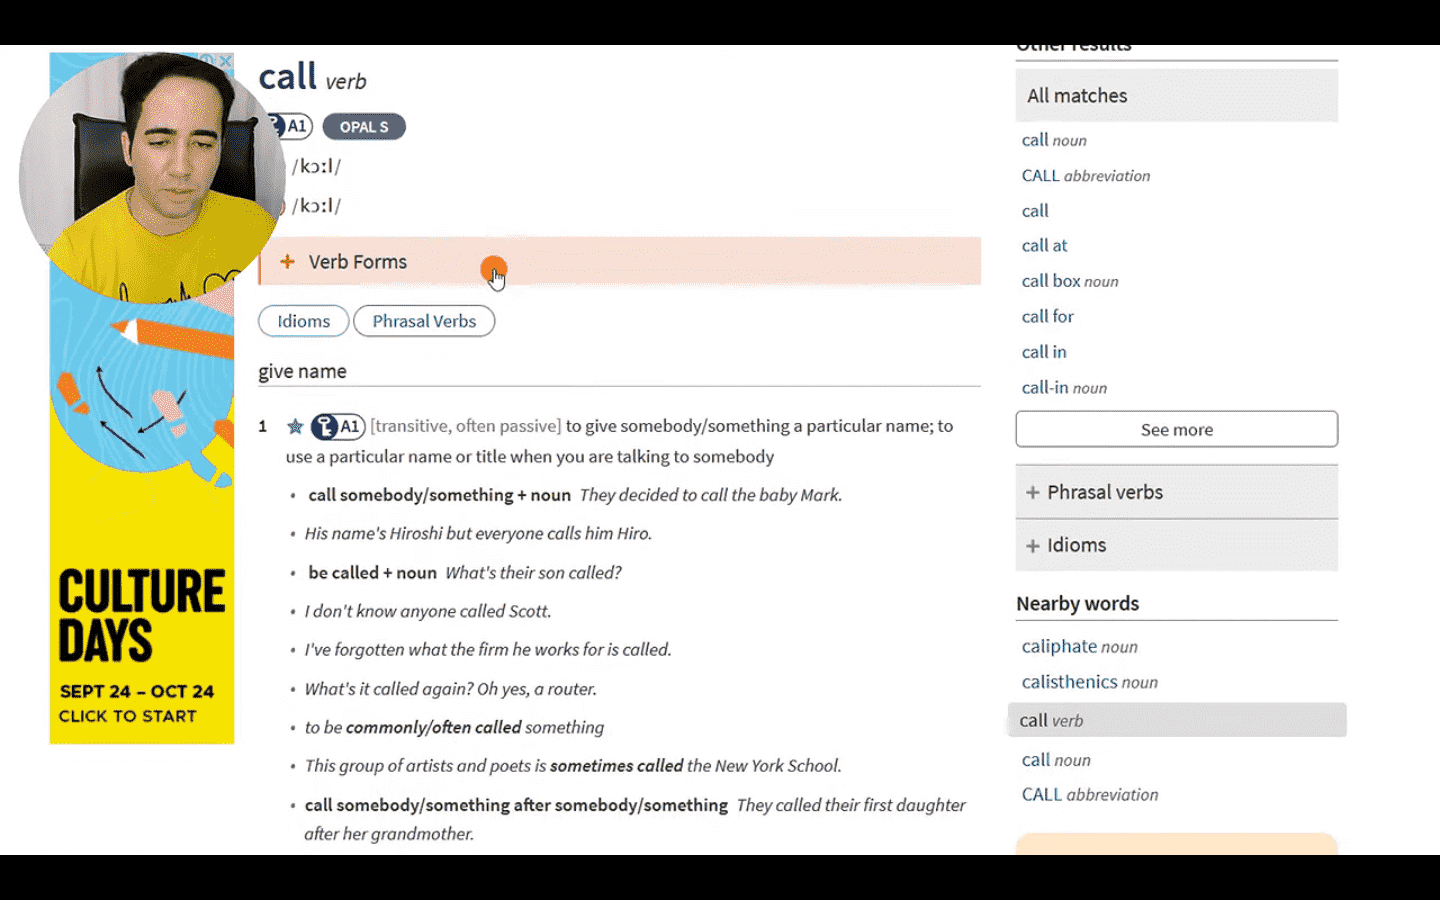 call verb
A1 OPAL S
/kɔːl/
/kɔːl/
+ Verb Forms
Idioms Phrasal Verbs
give name
1 A1 [transitive, often passive] to give somebody/something a particular name; to
use a particular name or title when you are talking to somebody
• call somebody/something + noun They decided to call the baby Mark.
• His name's Hiroshi but everyone calls him Hiro.
• be called + noun What's their son called?
• I don't know anyone called Scott.
• I've forgotten what the firm he works for is called.
• What's it called again? Oh yes, a router.
• to be commonly/often called something
• This group of artists and poets is sometimes called the New York School.
• call somebody/something after somebody/something They called their first daughter
after her grandmother.
Other results
All matches
call noun
CALL abbreviation
call
call at
call box noun
call for
call in
call-in noun
See more
+ Phrasal verbs
+ Idioms
Nearby words
caliphate noun
calisthenics noun
call verb
call noun
CALL abbreviation
CULTURE
DAYS
SEPT 24 – OCT 24
CLICK TO START